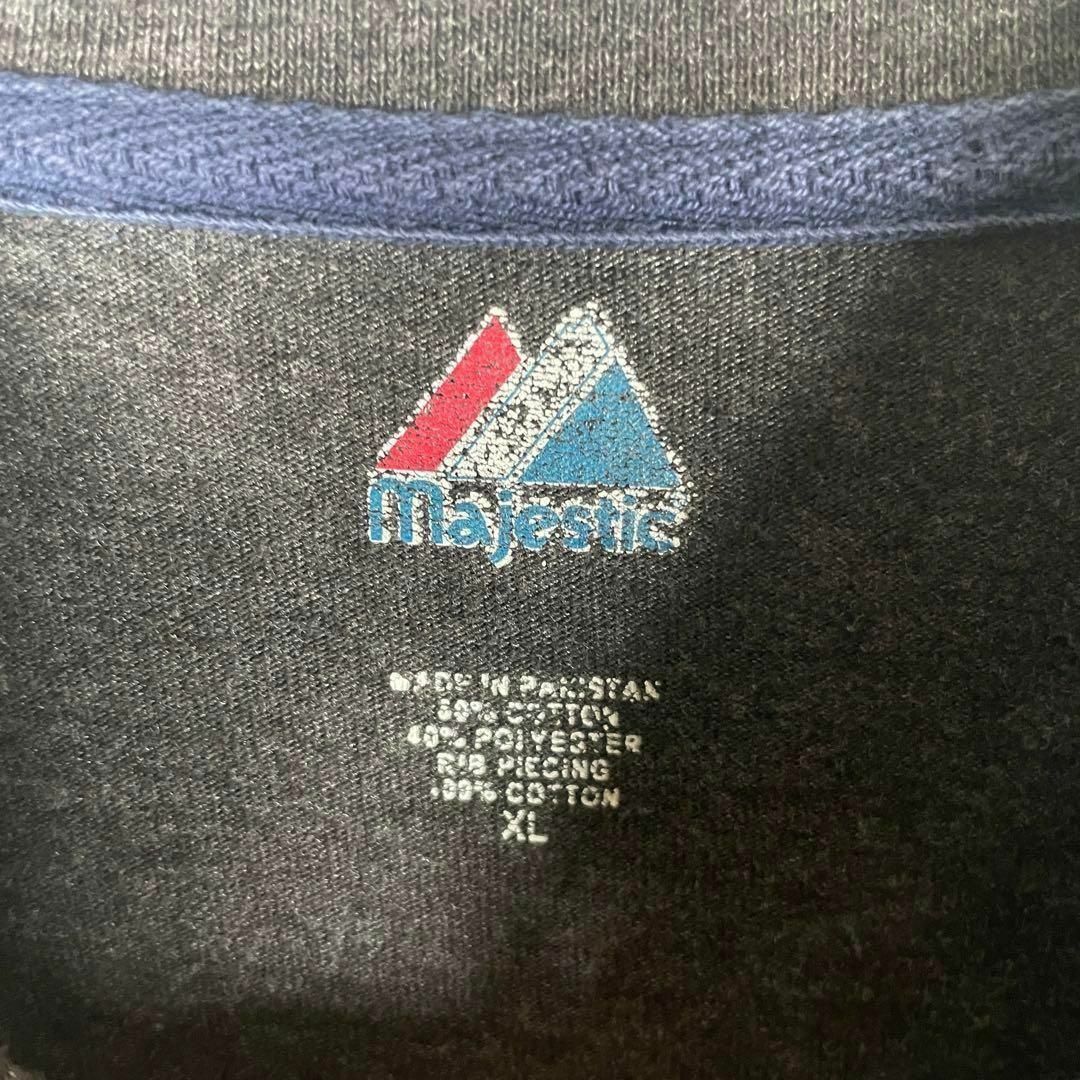 Majestic
MADE IN PAKISTAN
60% COTTON
40% POLYESTER
RIB PIECING
100% COTTON
XL